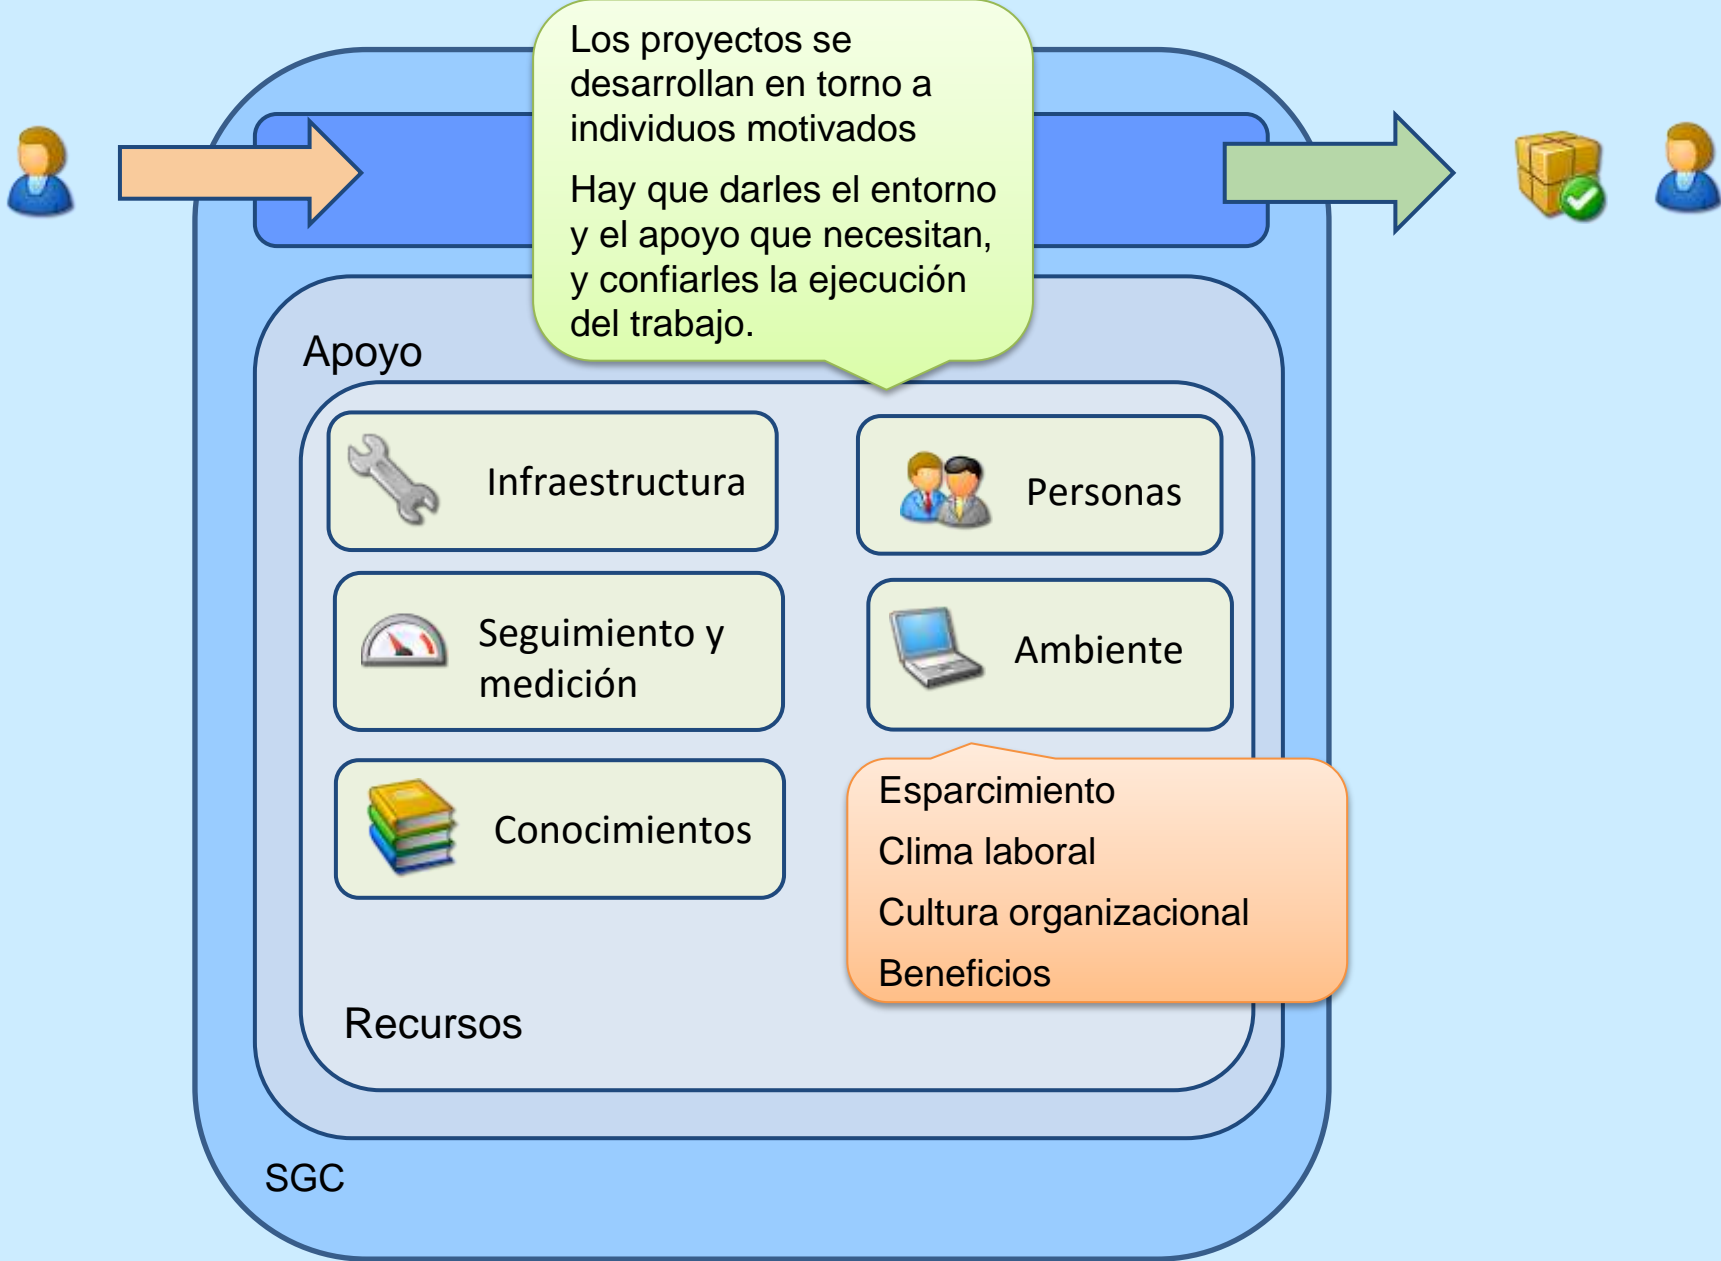 Los proyectos se
desarrollan en torno a
individuos motivados
Hay que darles el entorno
y el apoyo que necesitan,
y confiarles la ejecución
del trabajo.
Apoyo
Infraestructura
Personas
Seguimiento y
medición
Ambiente
Conocimientos
Esparcimiento
Clima laboral
Cultura organizacional
Beneficios
Recursos
SGC